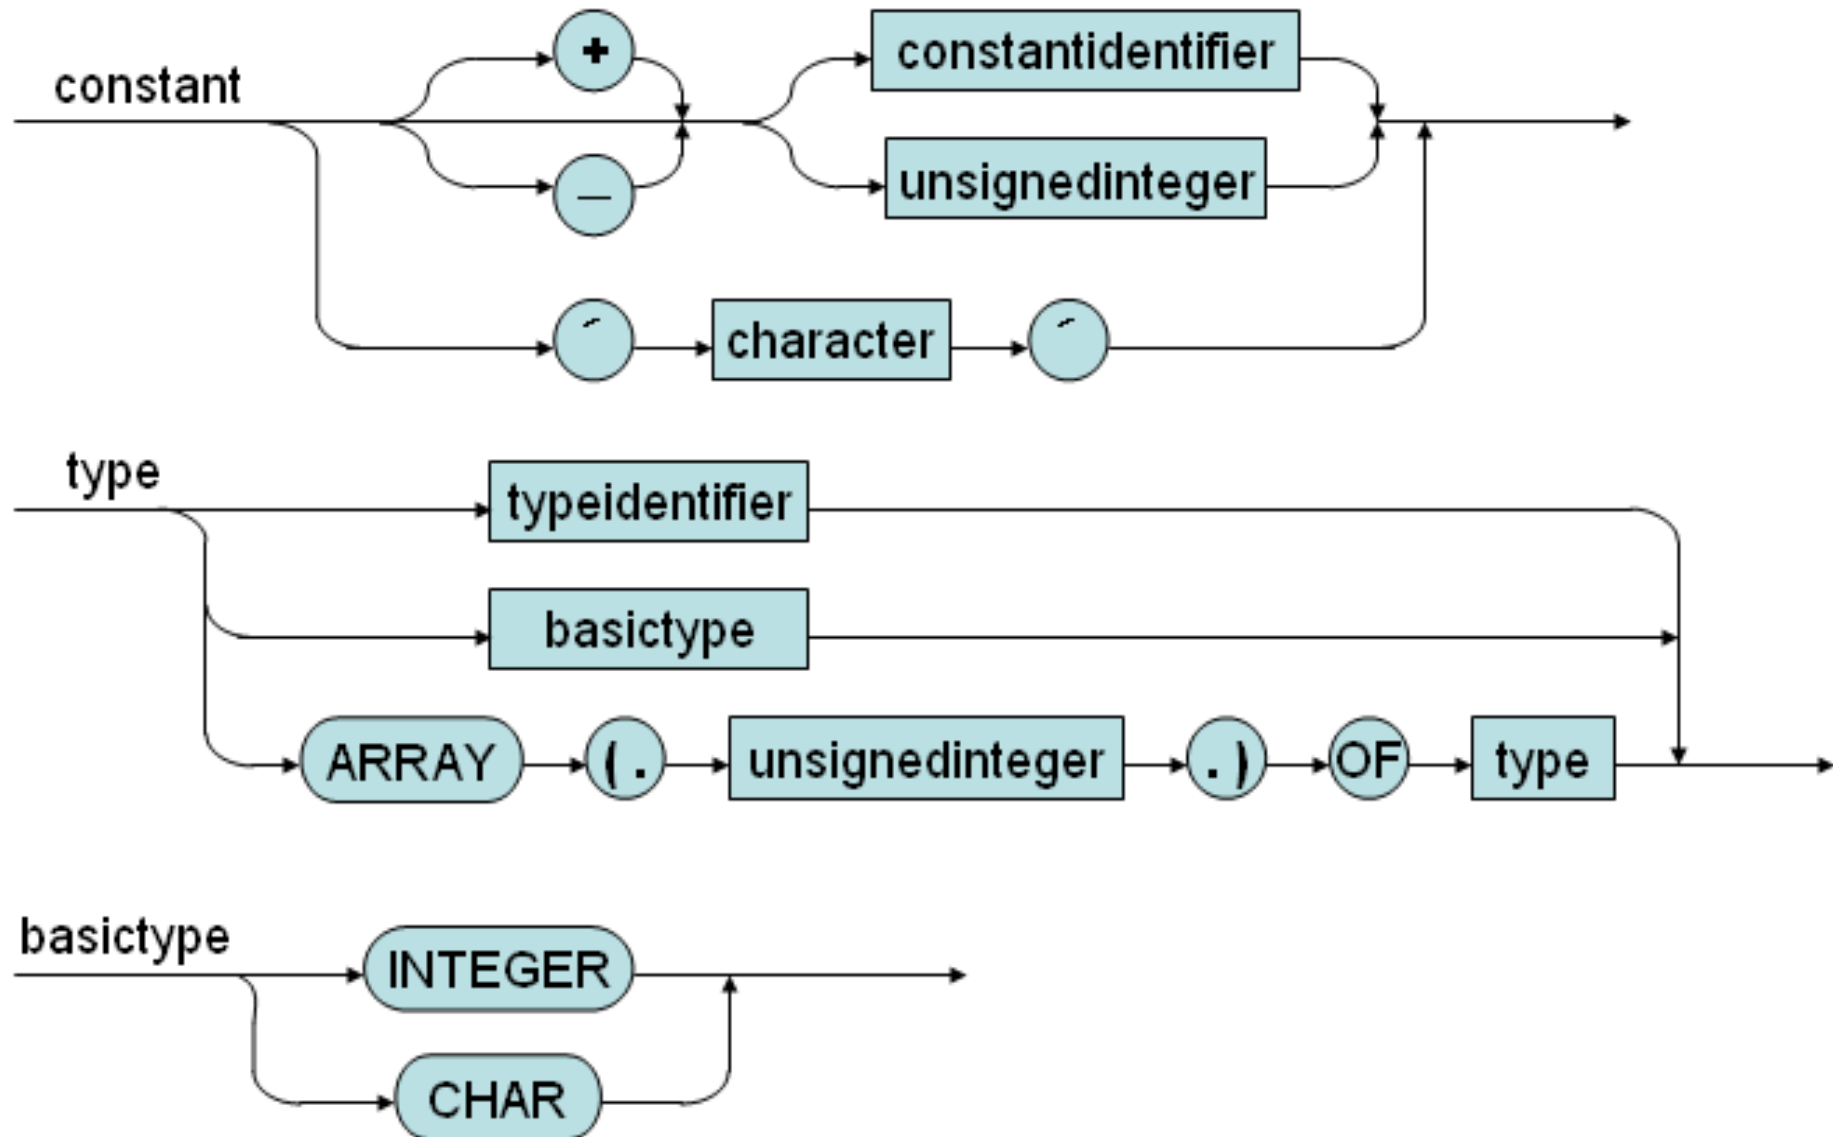 +
constantidentifier
constant
–
unsignedinteger
´ character ´
type
typeidentifier
basictype
ARRAY (. unsignedinteger .) OF type
basictype
INTEGER
CHAR